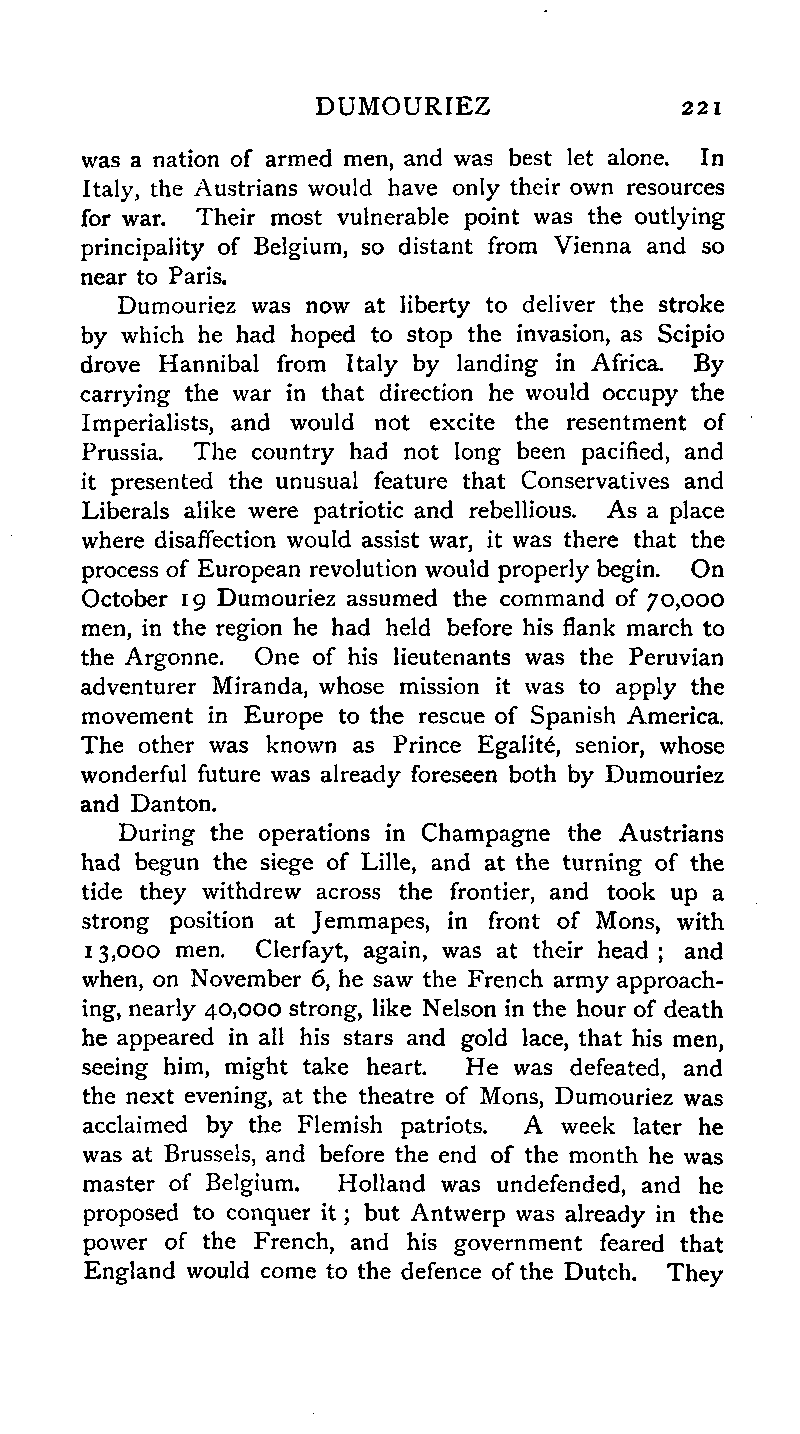 DUMOURIEZ 221
was a nation of armed men, and was best let alone. In
Italy, the Austrians would have only their own resources
for war. Their most vulnerable point was the outlying
principality of Belgium, so distant from Vienna and so
near to Paris.
Dumouriez was now at liberty to deliver the stroke
by which he had hoped to stop the invasion, as Scipio
drove Hannibal from Italy by landing in Africa. By
carrying the war in that direction he would occupy the
Imperialists, and would not excite the resentment of
Prussia. The country had not long been pacified, and
it presented the unusual feature that Conservatives and
Liberals alike were patriotic and rebellious. As a place
where disaffection would assist war, it was there that the
process of European revolution would properly begin. On
October 19 Dumouriez assumed the command of 70,000
men, in the region he had held before his flank march to
the Argonne. One of his lieutenants was the Peruvian
adventurer Miranda, whose mission it was to apply the
movement in Europe to the rescue of Spanish America.
The other was known as Prince Egalité, senior, whose
wonderful future was already foreseen both by Dumouriez
and Danton.
During the operations in Champagne the Austrians
had begun the siege of Lille, and at the turning of the
tide they withdrew across the frontier, and took up a
strong position at Jemmapes, in front of Mons, with
13,000 men. Clerfayt, again, was at their head ; and
when, on November 6, he saw the French army approach-
ing, nearly 40,000 strong, like Nelson in the hour of death
he appeared in all his stars and gold lace, that his men,
seeing him, might take heart. He was defeated, and
the next evening, at the theatre of Mons, Dumouriez was
acclaimed by the Flemish patriots. A week later he
was at Brussels, and before the end of the month he was
master of Belgium. Holland was undefended, and he
proposed to conquer it ; but Antwerp was already in the
power of the French, and his government feared that
England would come to the defence of the Dutch. They